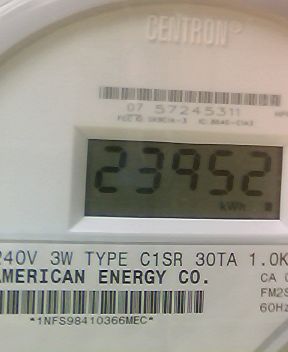 CENTRON®
07 57245311
23952
kWh
240V 3W TYPE C1SR 30TA 1.0K
AMERICAN ENERGY CO.
CA
FM2S
60Hz
*1NFS98410366MEC*